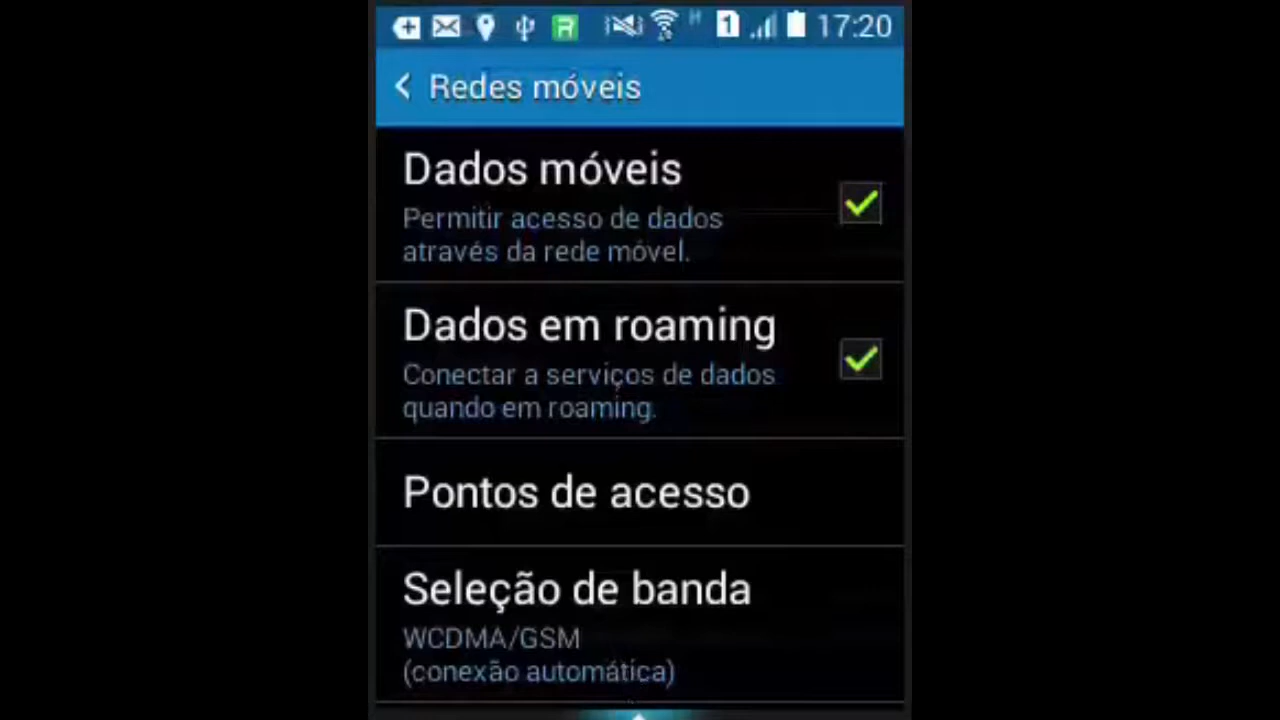 1 17:20
Redes móveis
Dados móveis
Permitir acesso de dados
através da rede móvel.
Dados em roaming
Conectar a serviços de dados
quando em roaming.
Pontos de acesso
Seleção de banda
WCDMA/GSM
(conexão automática)